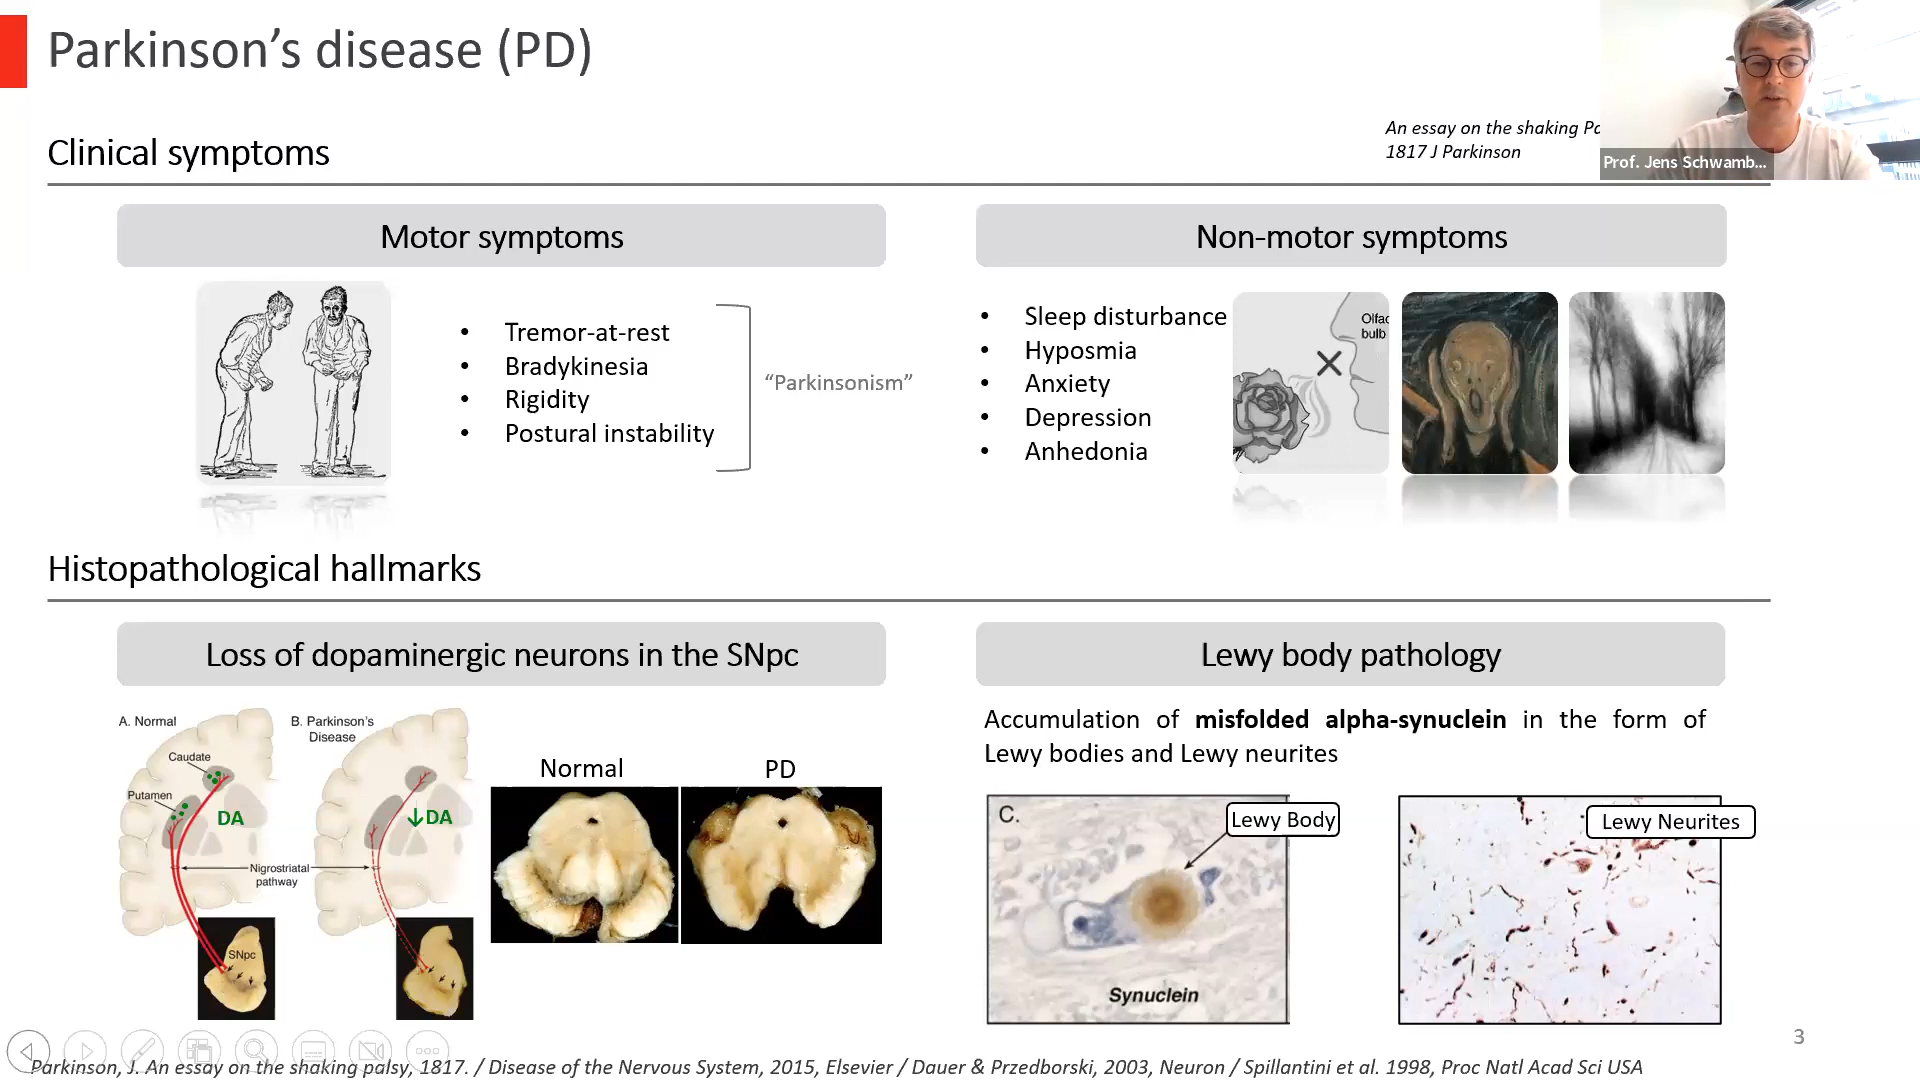 Parkinson's disease (PD)
Clinical symptoms
An essay on the shaking Pa
1817 J Parkinson
Prof. Jens Schwamb...
Motor symptoms
• Tremor-at-rest
• Bradykinesia
• Rigidity
• Postural instability
“Parkinsonism”
Non-motor symptoms
• Sleep disturbance
• Hyposmia
• Anxiety
• Depression
• Anhedonia
Olfac
bulb
Histopathological hallmarks
Loss of dopaminergic neurons in the SNpc
A. Normal
B. Parkinson's
Disease
Caudate
Putamen
DA
↓DA
Nigrostriatal
pathway
SNpc
Normal
PD
Lewy body pathology
Accumulation of misfolded alpha-synuclein in the form of
Lewy bodies and Lewy neurites
C.
Lewy Body
Synuclein
Lewy Neurites
3
Parkinson, J. An essay on the shaking palsy, 1817. / Disease of the Nervous System, 2015, Elsevier / Dauer & Przedborski, 2003, Neuron / Spillantini et al. 1998, Proc Natl Acad Sci USA